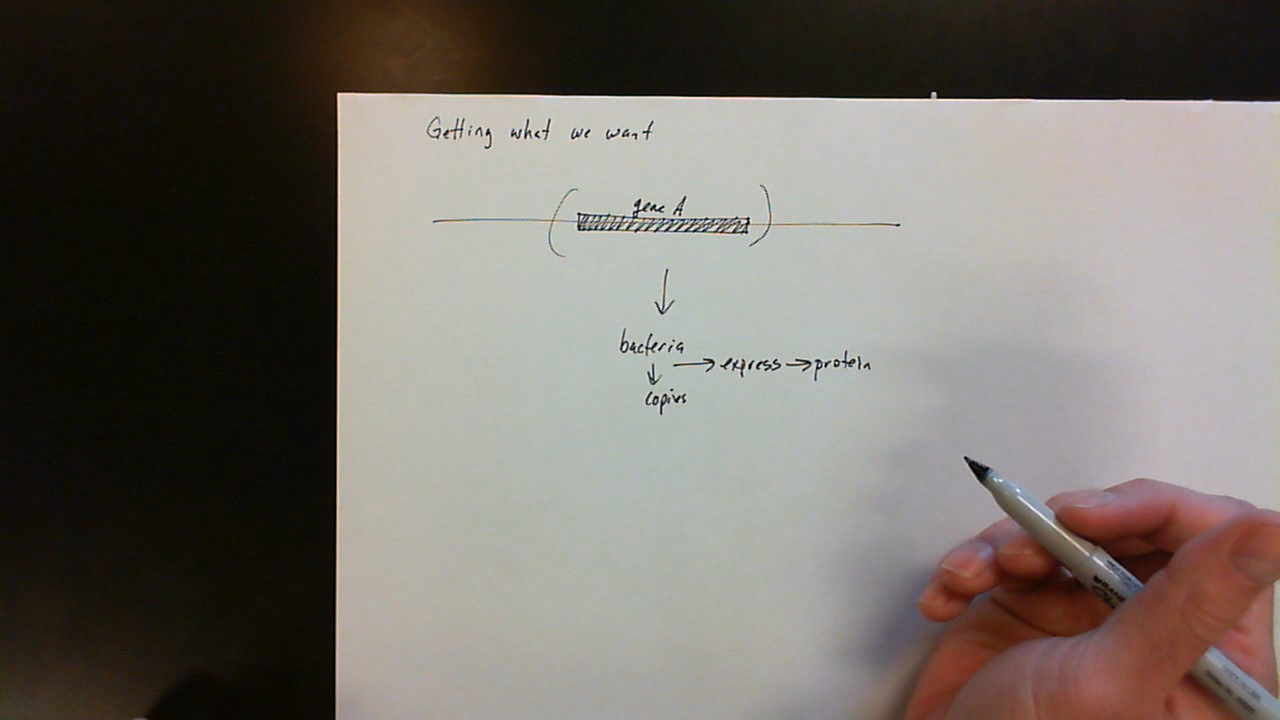 Getting what we want
gene A
bacteria
→ express → protein
copies